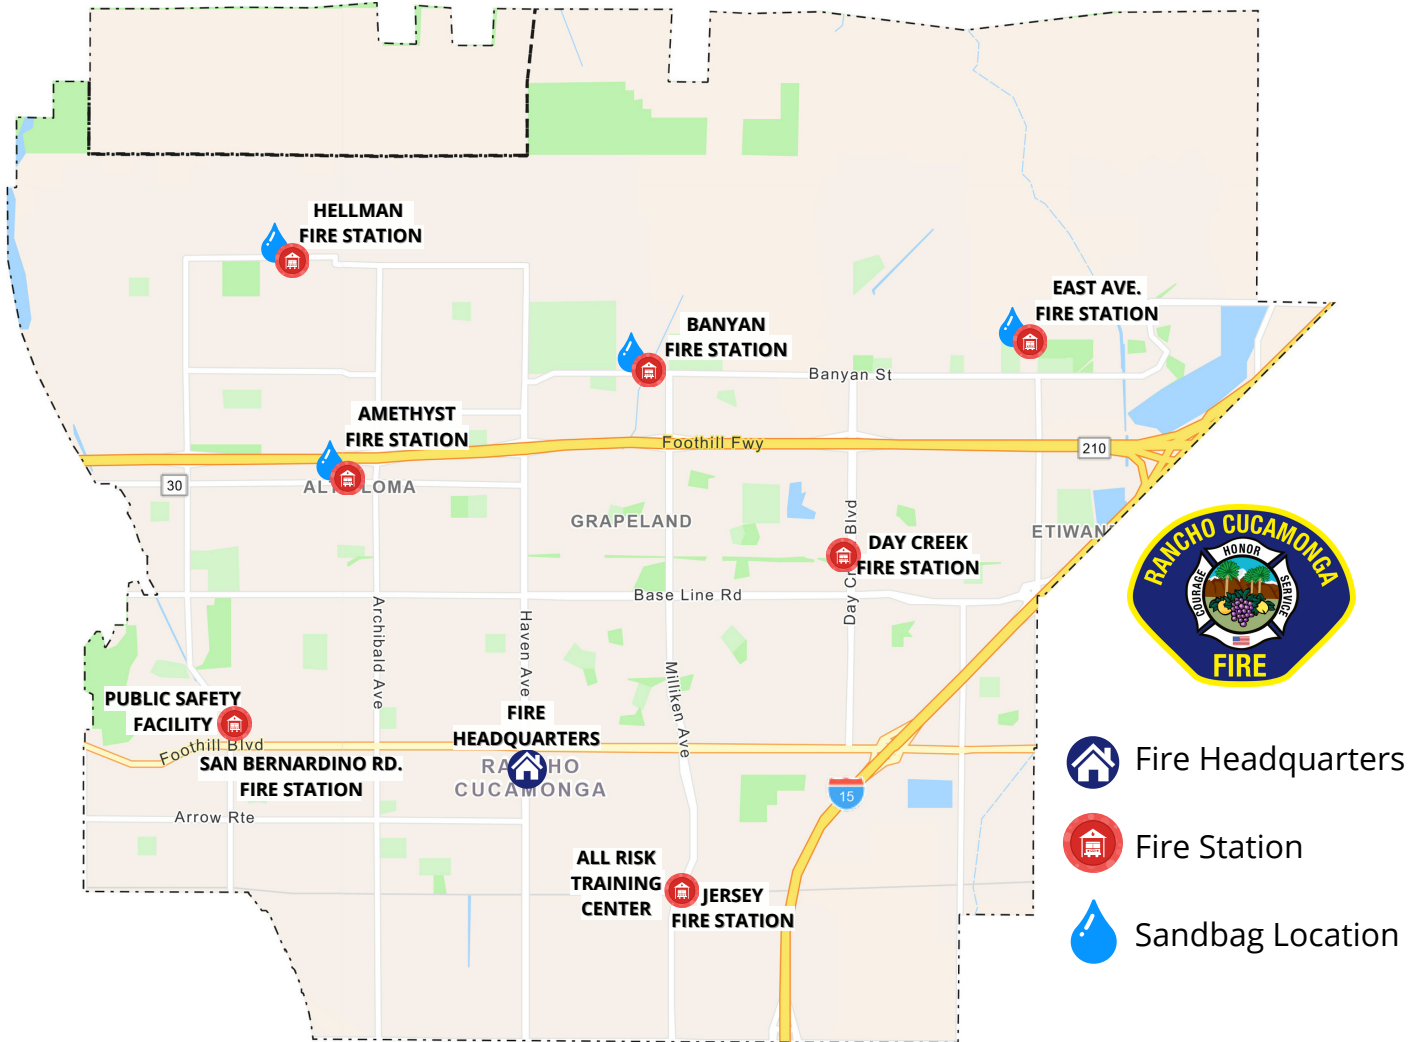 HELLMAN
FIRE STATION
EAST AVE.
FIRE STATION
BANYAN
FIRE STATION
Banyan St
AMETHYST
FIRE STATION
Foothill Fwy
210
30
LOMA
GRAPELAND
ETIWAN
DAY CREEK
FIRE STATION
Day Blvd
Base Line Rd
Archibald Ave
Haven Ave
Milliken Ave
PUBLIC SAFETY
FACILITY
Foothill Blvd
SAN BERNARDINO RD.
FIRE STATION
FIRE
HEADQUARTERS
CUCAMONGA
15
Arrow Rte
ALL RISK
TRAINING
CENTER
JERSEY
FIRE STATION
RANCHO CUCAMONGA
HONOR
COURAGE
SERVICE
FIRE
Fire Headquarters
Fire Station
Sandbag Location